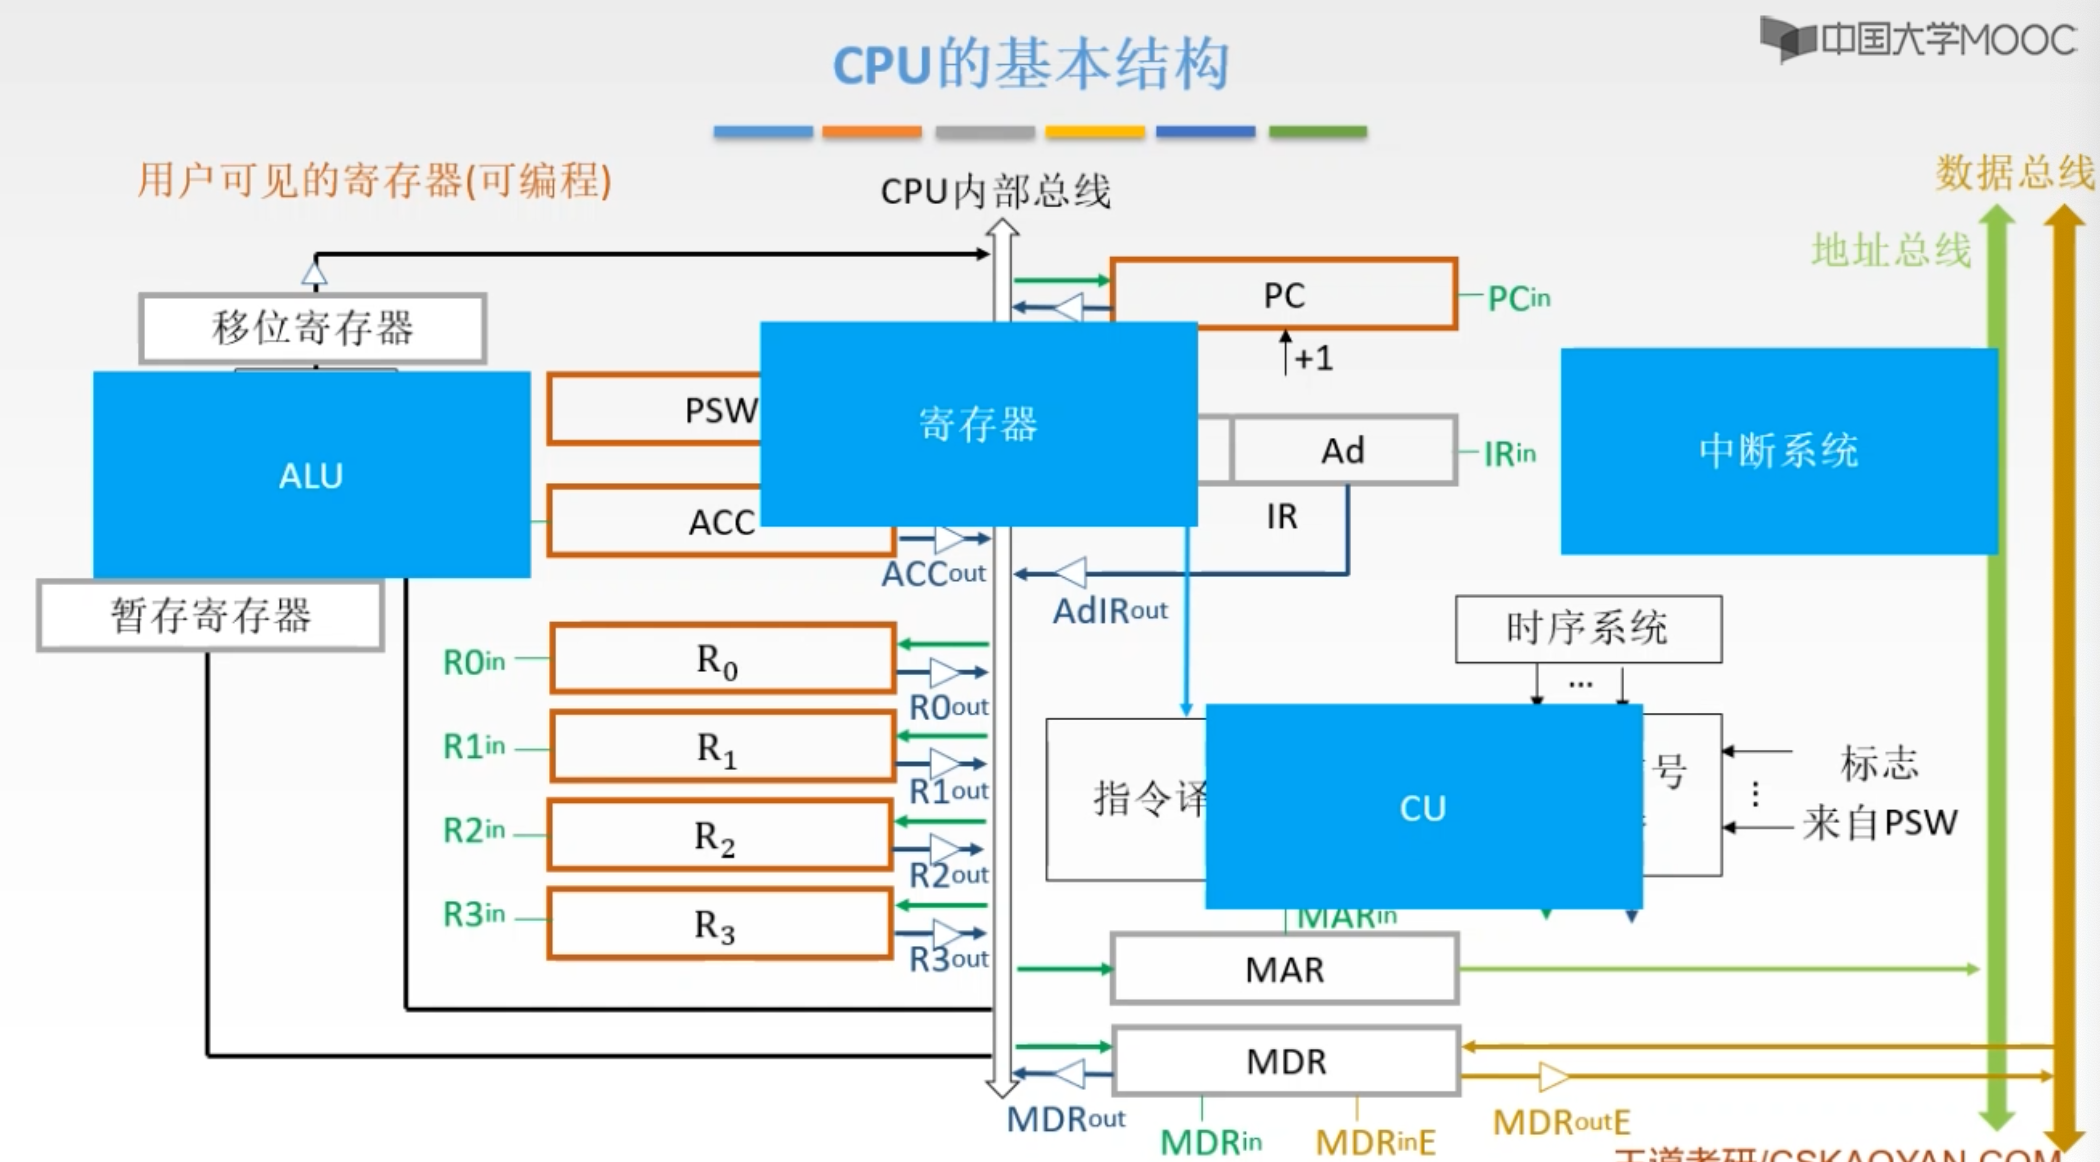 中国大学MOOC
CPU的基本结构
用户可见的寄存器(可编程)
CPU内部总线
数据总线
地址总线
移位寄存器
PC
PCin
+1
ALU
PSW
寄存器
Ad
IRin
中断系统
ACC
IR
ACCout
AdIRout
暂存寄存器
时序系统
...
R0in
R₀
R0out
R1in
R₁
R1out
指令译
CU
号
标志
⋮
来自PSW
R2in
R₂
R2out
R3in
R₃
R3out
MARin
MAR
MDR
MDRout
MDRin
MDRinE
MDRoutE
王道考研/CSKAOYAN.COM